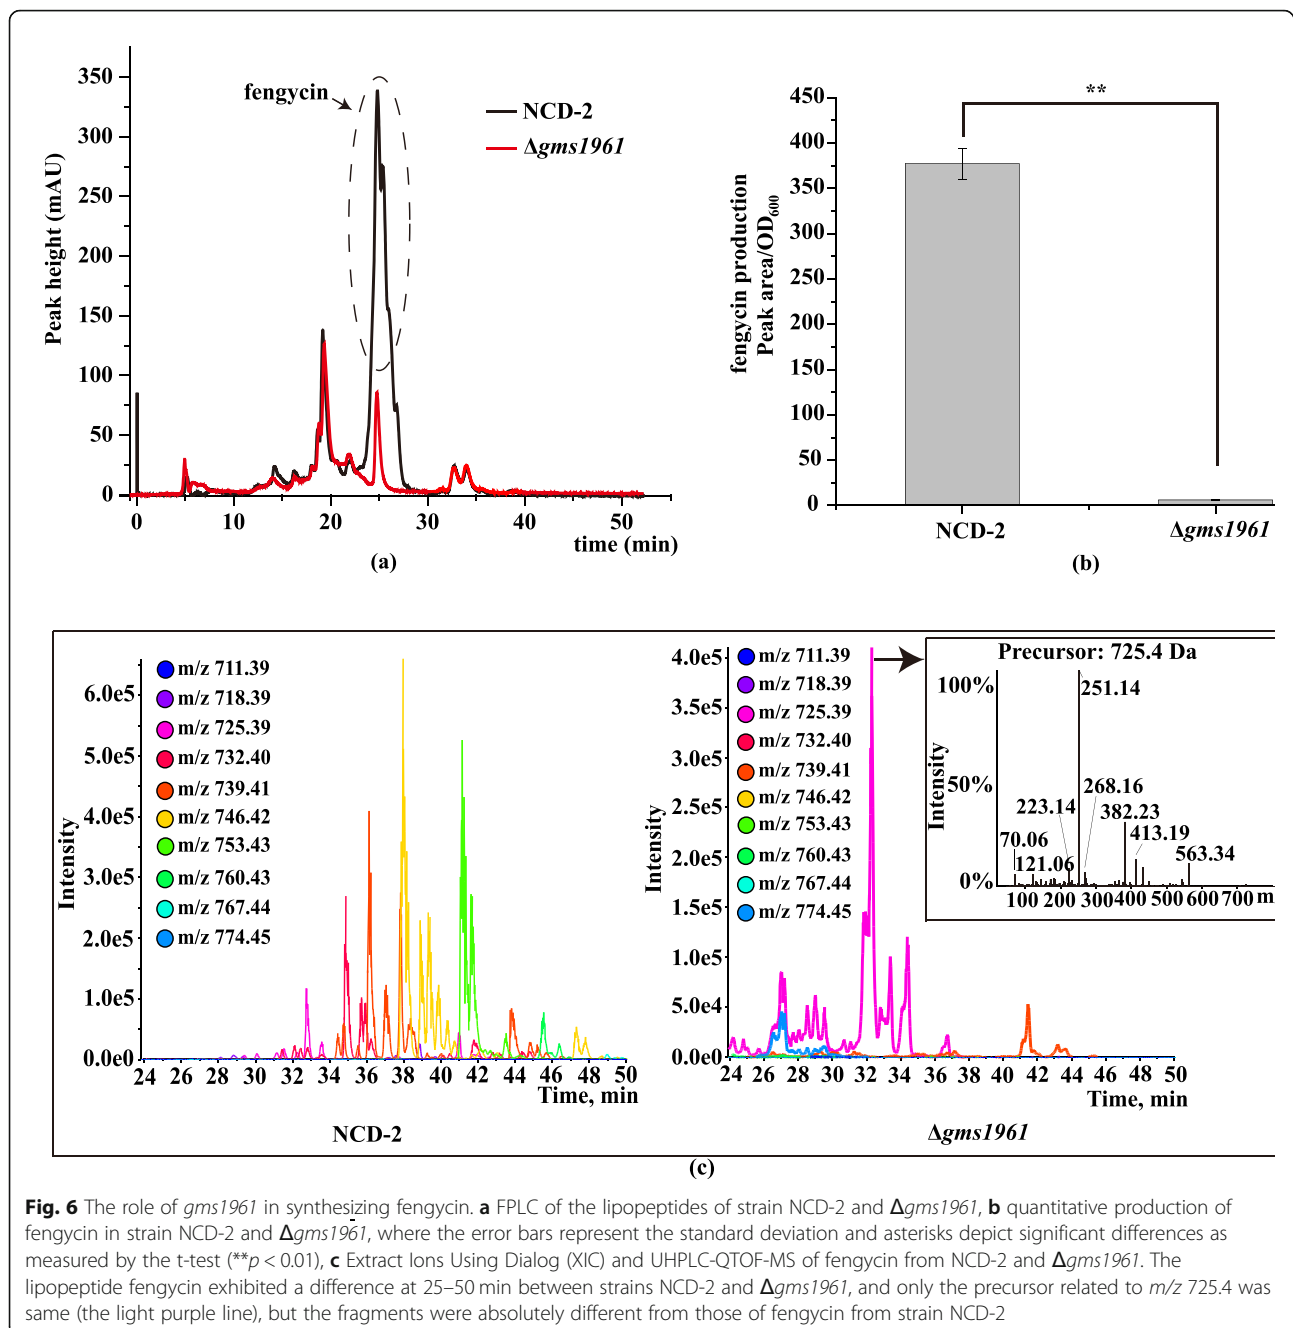 350
300
250
200
150
100
50
0
Peak height (mAU)
fengycin
NCD-2
Δgms1961
0 10 20 30 40 50
time (min)
(a)
450
400
350
300
250
200
150
100
50
0
fengycin production
Peak area/OD600
**
NCD-2 Δgms1961
(b)
6.0e5
5.0e5
4.0e5
3.0e5
2.0e5
1.0e5
0.0e0
Intensity
m/z 711.39
m/z 718.39
m/z 725.39
m/z 732.40
m/z 739.41
m/z 746.42
m/z 753.43
m/z 760.43
m/z 767.44
m/z 774.45
24 26 28 30 32 34 36 38 40 42 44 46 48 50
Time, min
NCD-2
4.0e5
3.5e5
3.0e5
2.5e5
2.0e5
1.5e5
1.0e5
5.0e4
0.0e0
Intensity
m/z 711.39
m/z 718.39
m/z 725.39
m/z 732.40
m/z 739.41
m/z 746.42
m/z 753.43
m/z 760.43
m/z 767.44
m/z 774.45
24 26 28 30 32 34 36 38 40 42 44 46 50
Time, min
Δgms1961
Precursor: 725.4 Da
100%
50%
0%
Intensity
251.14
268.16
223.14
382.23
70.06
413.19
121.06
563.34
100 200 300 400 500 600 700 m
(c)
Fig. 6 The role of gms1961 in synthesizing fengycin. a FPLC of the lipopeptides of strain NCD-2 and Δgms1961, b quantitative production of
fengycin in strain NCD-2 and Δgms1961, where the error bars represent the standard deviation and asterisks depict significant differences as
measured by the t-test (**p < 0.01), c Extract Ions Using Dialog (XIC) and UHPLC-QTOF-MS of fengycin from NCD-2 and Δgms1961. The
lipopeptide fengycin exhibited a difference at 25–50 min between strains NCD-2 and Δgms1961, and only the precursor related to m/z 725.4 was
same (the light purple line), but the fragments were absolutely different from those of fengycin from strain NCD-2